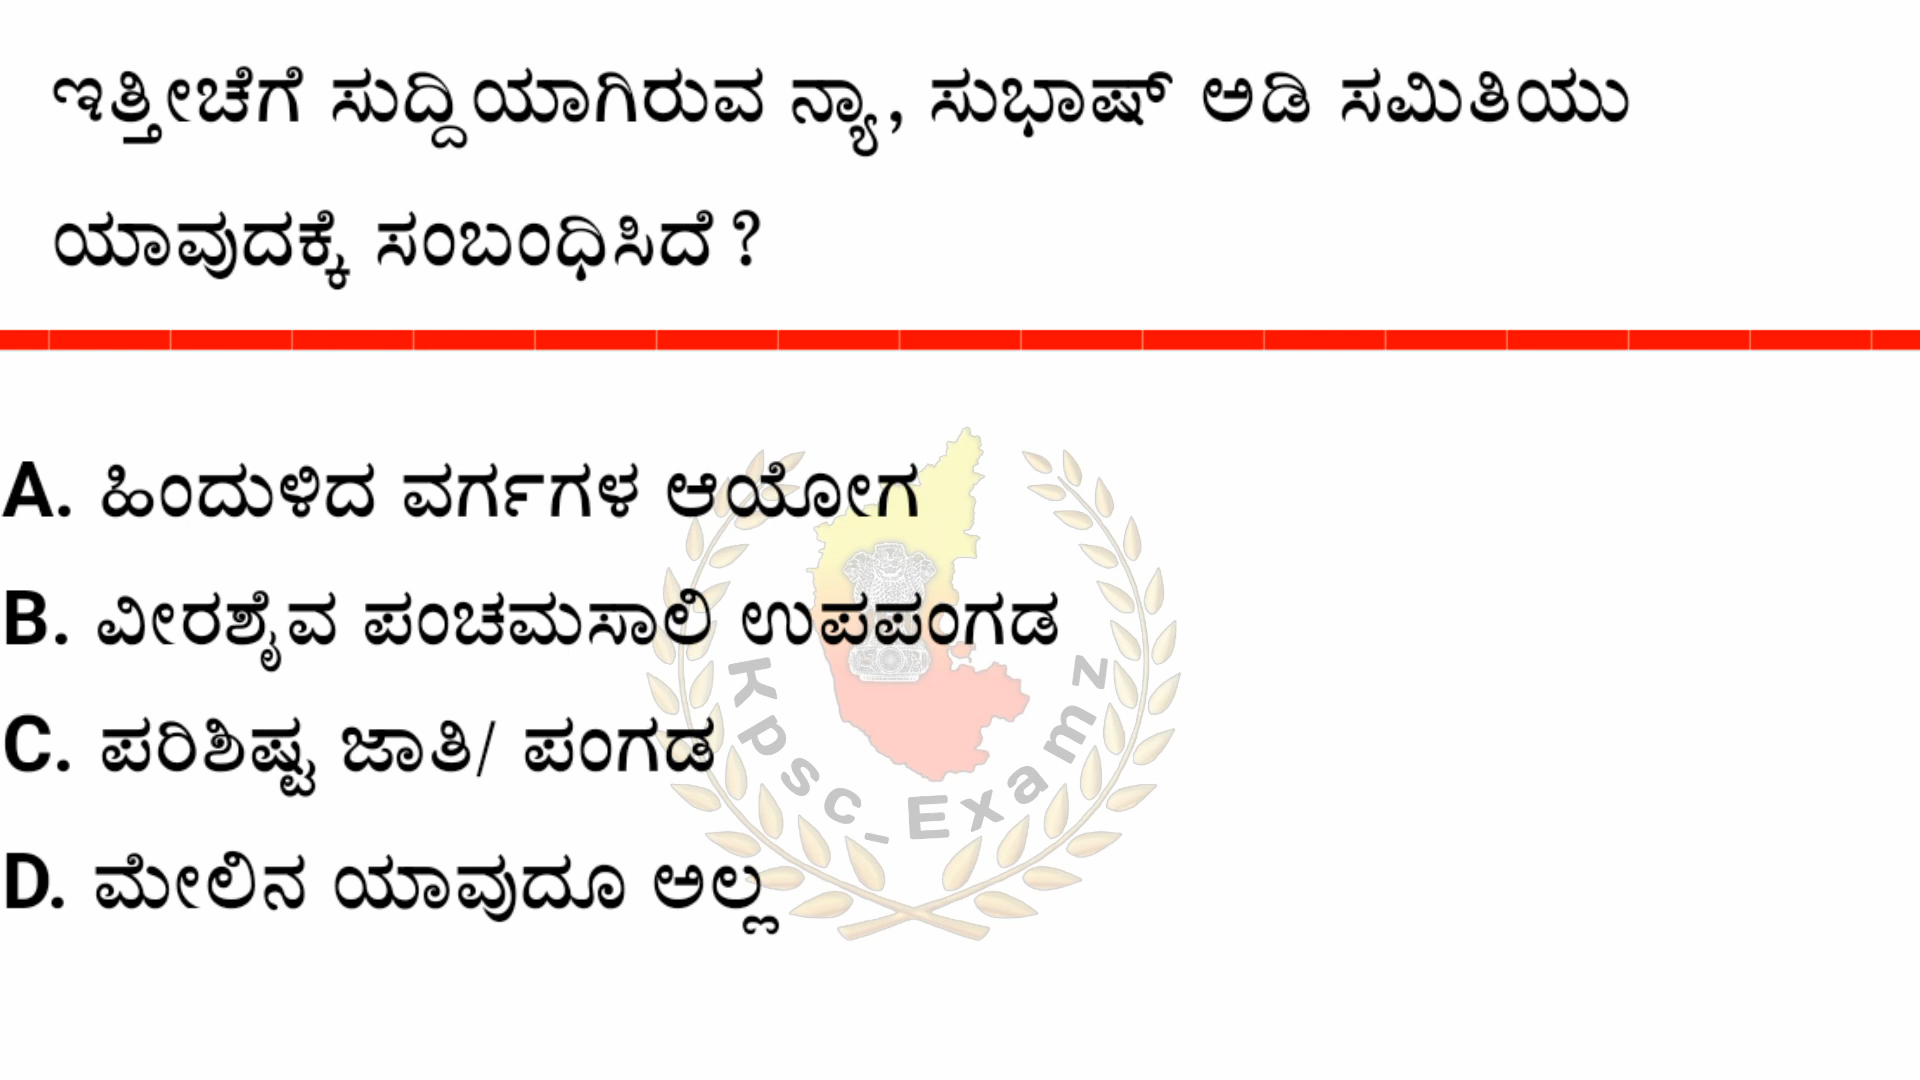 ಇತ್ತೀಚೆಗೆ ಸುದ್ದಿಯಾಗಿರುವ ನ್ಯಾ, ಸುಭಾಷ್ ಅಡಿ ಸಮಿತಿಯು
ಯಾವುದಕ್ಕೆ ಸಂಬಂಧಿಸಿದೆ ?
A. ಹಿಂದುಳಿದ ವರ್ಗಗಳ ಆಯೋಗ
B. ವೀರಶೈವ ಪಂಚಮಸಾಲಿ ಉಪಪಂಗಡ
C. ಪರಿಶಿಷ್ಟ ಜಾತಿ/ ಪಂಗಡ
D. ಮೇಲಿನ ಯಾವುದೂ ಅಲ್ಲ
Kpsc_Examz